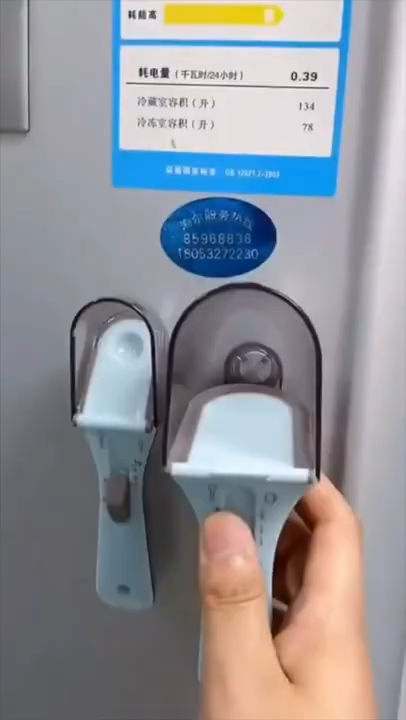 耗能高
耗电量（千瓦时/24小时） 0.39
冷藏室容积（升） 134
冷冻室容积（升） 78
85968838
18053272230